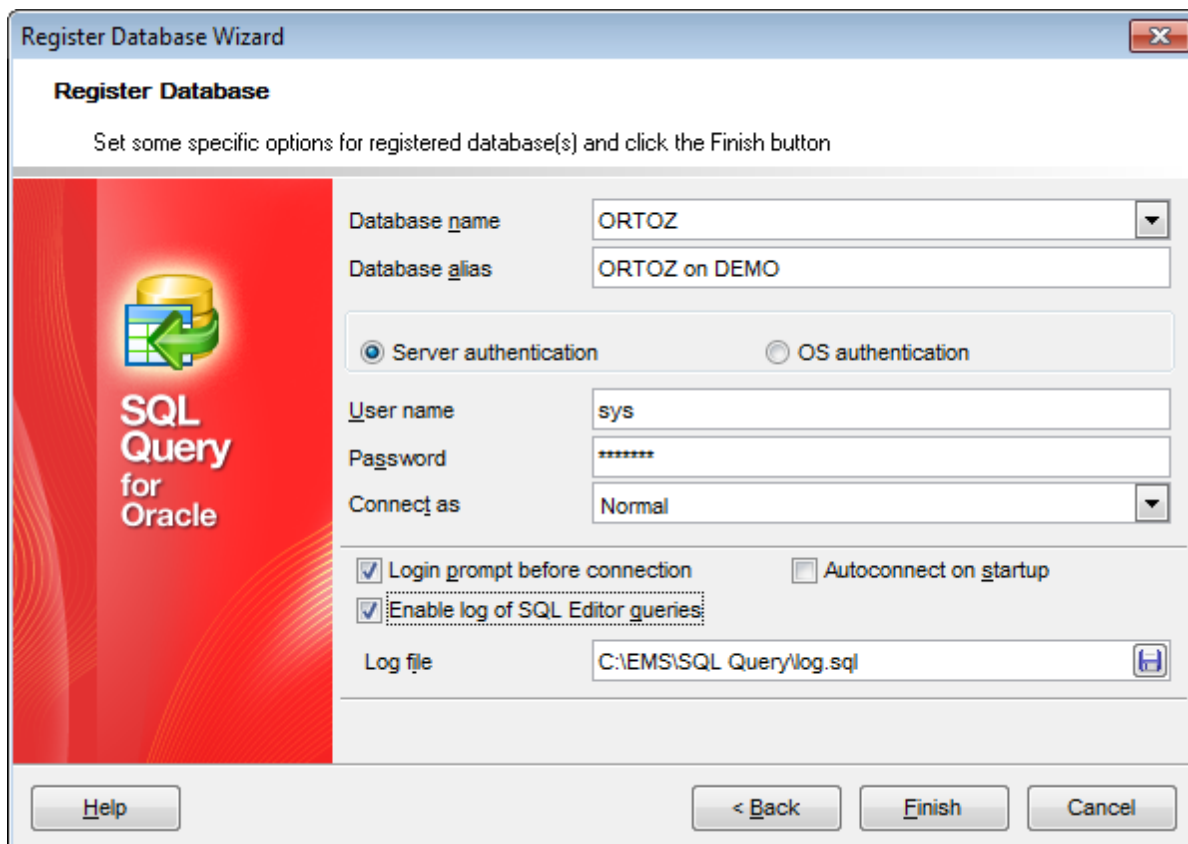 Register Database Wizard
Register Database
Set some specific options for registered database(s) and click the Finish button
SQL
Query
for
Oracle
Database name ORTOZ
Database alias ORTOZ on DEMO
Server authentication OS authentication
User name sys
Password *******
Connect as Normal
Login prompt before connection Autoconnect on startup
Enable log of SQL Editor queries
Log file C:\EMS\SQL Query\log.sql
Help < Back Finish Cancel